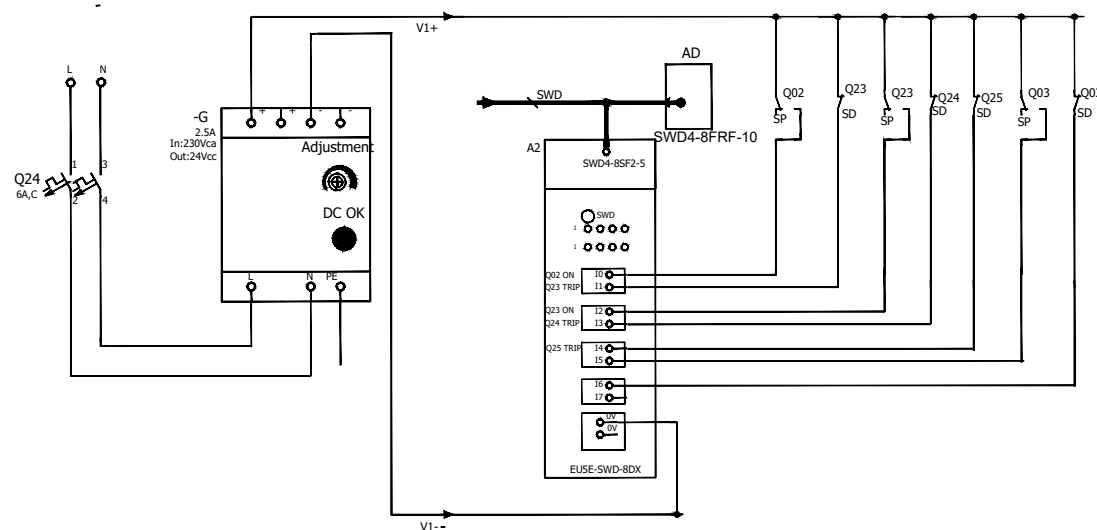 V1+
L N
AD
SWD
SWD4-8FRF-10
-G
2.5A
In:230Vca
Out:24Vcc
+ + - -
Adjustment
DC OK
L N PE
Q24
6A,C
1 3
2 4
A2
SWD4-8SF2-5
SWD
I
I
Q02 ON I0
Q23 TRIP I1
Q23 ON I2
Q24 TRIP I3
Q25 TRIP I4
I5
I6
I7
0V
0V
EU5E-SWD-8DX
Q02
SP
Q23
SD
Q23
SP
Q24
SD
Q25
SD
Q03
SP
SD
V1-